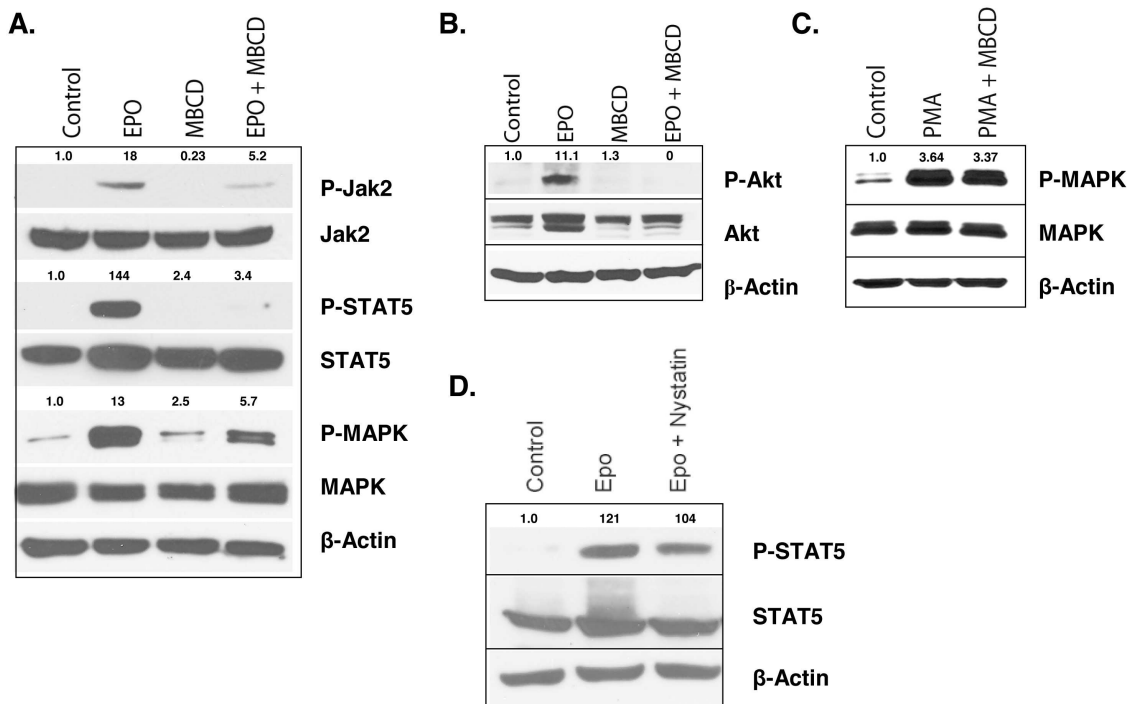 A.
Control
EPO
MBCD
EPO + MBCD
1.0 18 0.23 5.2
P-Jak2
Jak2
1.0 144 2.4 3.4
P-STAT5
STAT5
1.0 13 2.5 5.7
P-MAPK
MAPK
β-Actin
B.
Control
EPO
MBCD
EPO + MBCD
1.0 11.1 1.3 0
P-Akt
Akt
β-Actin
C.
Control
PMA
PMA + MBCD
1.0 3.64 3.37
P-MAPK
MAPK
β-Actin
D.
Control
Epo
Epo + Nystatin
1.0 121 104
P-STAT5
STAT5
β-Actin